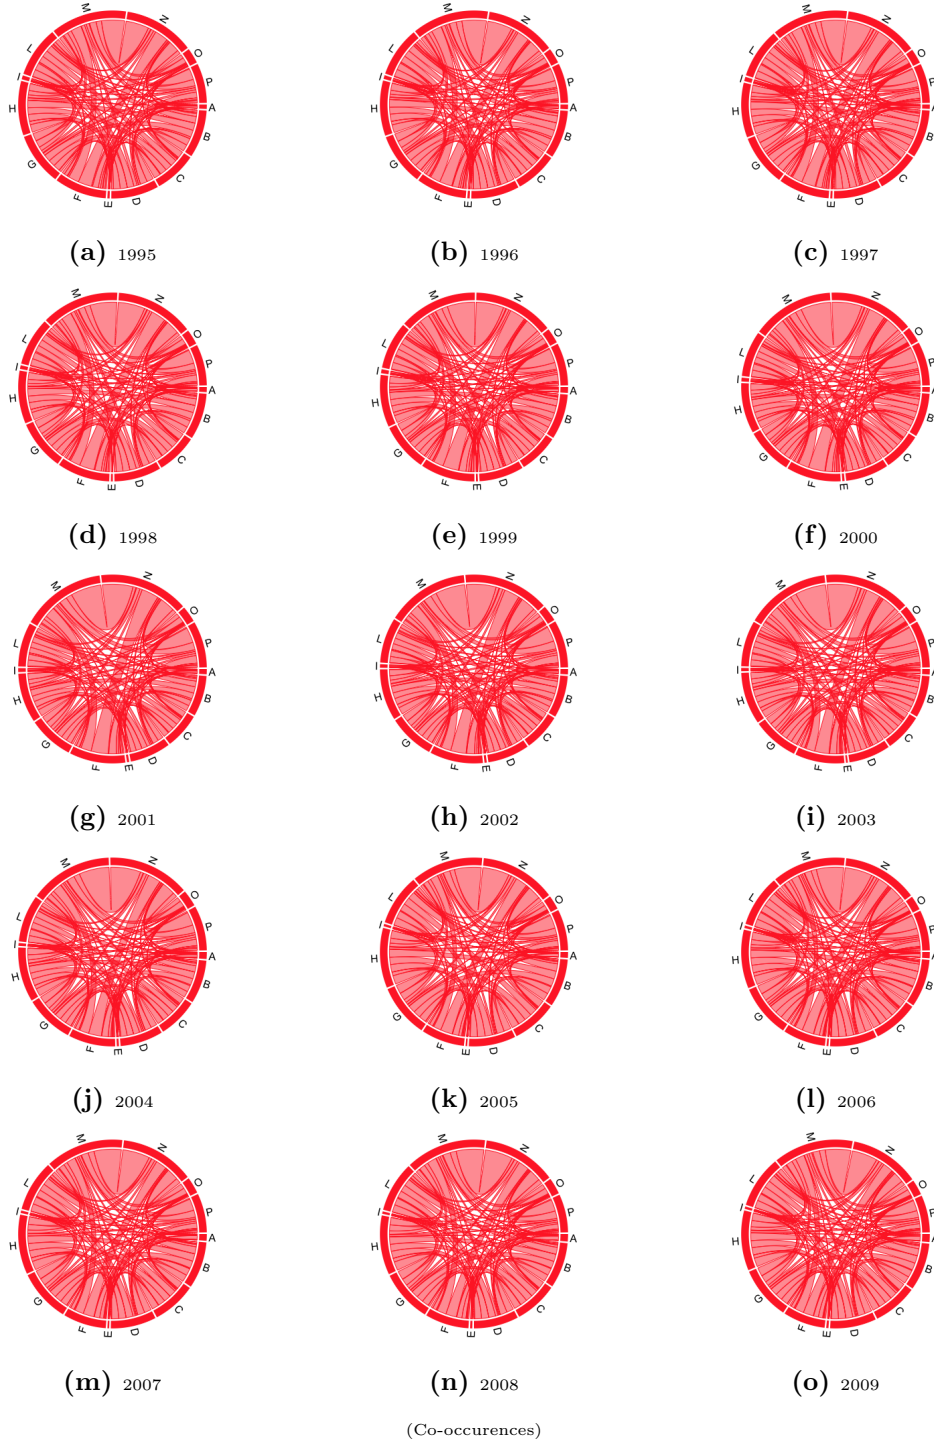 M N
L O
I P
H A
G B
F E D C
M N
L O
I P
H A
G B
F E D C
M N
L O
I P
H A
G B
F E D C
(a) 1995
(b) 1996
(c) 1997
M N
L O
I P
H A
G B
F E D C
M N
L O
I P
H A
G B
F E D C
M N
L O
I P
H A
G B
F E D C
(d) 1998
(e) 1999
(f) 2000
M N
L O
I P
H A
G B
F E D C
M N
L O
I P
H A
G B
F E D C
M N
L O
I P
H A
G B
F E D C
(g) 2001
(h) 2002
(i) 2003
M N
L O
I P
H A
G B
F E D C
M N
L O
I P
H A
G B
F E D C
M N
L O
I P
H A
G B
F E D C
(j) 2004
(k) 2005
(l) 2006
M N
L O
I P
H A
G B
F E D C
M N
L O
I P
H A
G B
F E D C
M N
L O
I P
H A
G B
F E D C
(m) 2007
(n) 2008
(o) 2009
(Co-occurences)